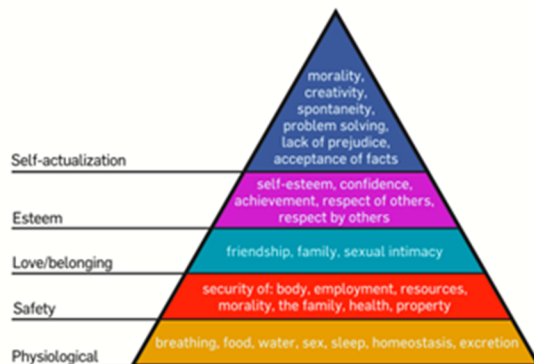 morality,
creativity,
spontaneity,
problem solving,
lack of prejudice,
acceptance of facts
Self-actualization
self-esteem, confidence,
achievement, respect of others,
respect by others
Esteem
friendship, family, sexual intimacy
Love/belonging
security of: body, employment, resources,
morality, the family, health, property
Safety
breathing, food, water, sex, sleep, homeostasis, excretion
Physiological